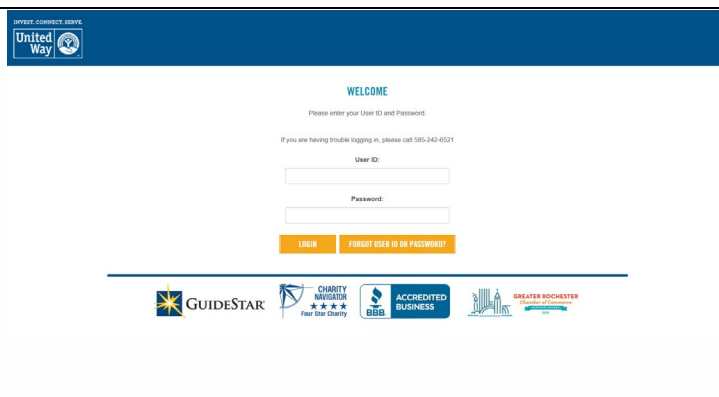 INVEST. CONNECT. SERVE.
United
Way
WELCOME
Please enter your User ID and Password.
If you are having trouble logging in, please call 585-242-6521
User ID:
Password:
LOGIN
FORGOT USER ID OR PASSWORD?
GUIDESTAR
CHARITY
NAVIGATOR
Four Star Charity
BBB
ACCREDITED
BUSINESS
GREATER ROCHESTER
Chamber of Commerce